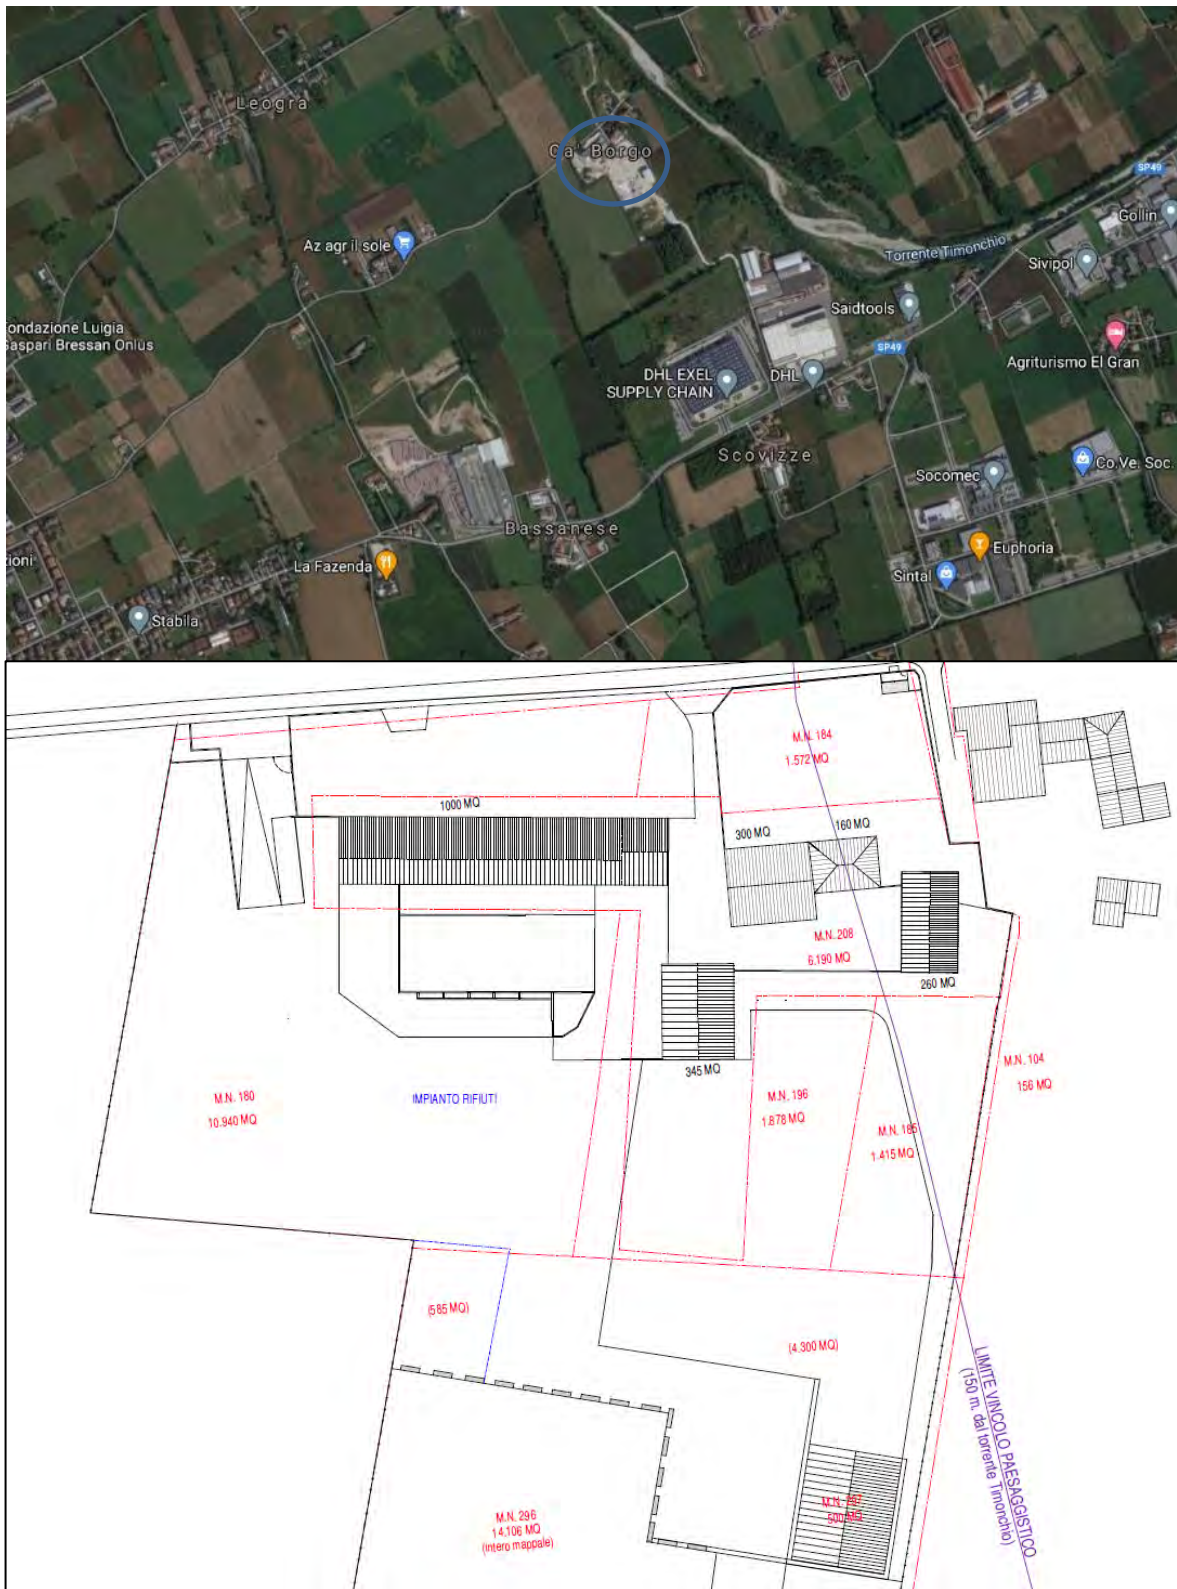 Leogra
Ca' Borgo
SP49
Gollin
Az agr il sole
Torrente Timonchio
Sivipol
ondazione Luigia
Gaspari Bressan Onlus
Saidtools
SP49
Agriturismo El Gran
DHL EXEL
SUPPLY CHAIN
DHL
Scovizze
Co.Ve. Soc.
Socomec
Bassanese
Euphoria
zioni
La Fazenda
Sintal
Stabila
M.N. 184
1.572 MQ
1000 MQ
300 MQ
160 MQ
M.N. 208
6.190 MQ
260 MQ
345 MQ
M.N. 104
156 MQ
M.N. 180
10.940 MQ
IMPIANTO RIFIUTI
M.N. 196
1.878 MQ
M.N. 185
1.415 MQ
(585 MQ)
(4.300 MQ)
LIMITE VINCOLO PAESAGGISTICO
(150 m. dal torrente Timonchio)
M.N. 296
14.106 MQ
(intero mappale)
M.N.
500 MQ